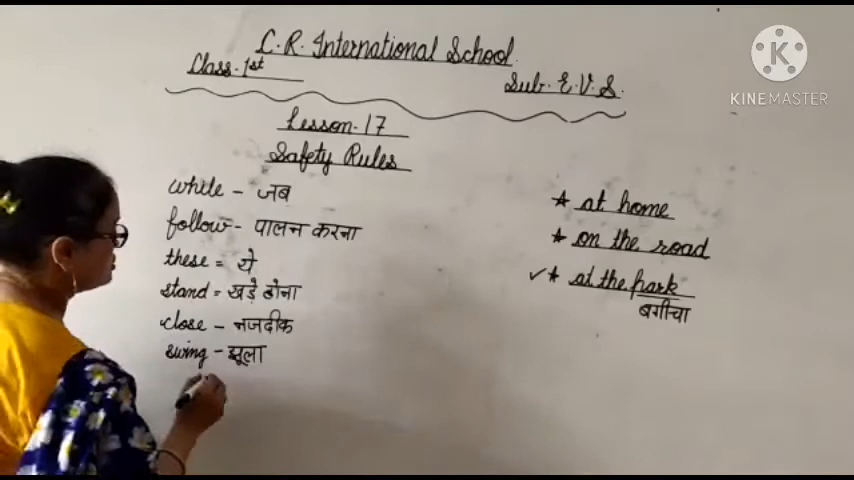 C.R. International School
Class-1st
Sub-E.V.S.
Lesson-17
Safety Rules
while - जब
follow - पालन करना
these = ये
stand = खड़े होना
close - नजदीक
swing - झूला
★ at home
★ on the road
✓★ at the park
बगीचा
K
KINEMASTER